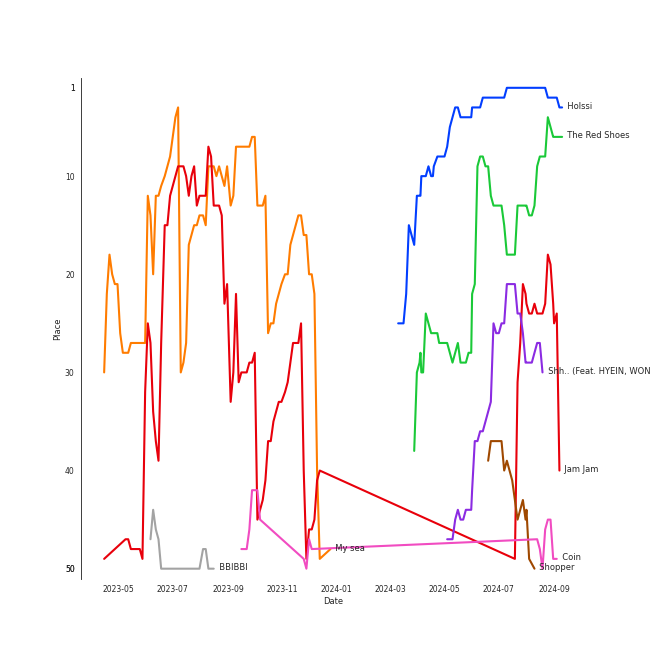 1
Holssi
The Red Shoes
10
20
Place
30
Shh.. (Feat. HYEIN, WON
40
Jam Jam
My sea
Coin
50
BBIBBI
Shopper
2023-05
2023-07
2023-09
2023-11
2024-01
2024-03
2024-05
2024-07
2024-09
Date